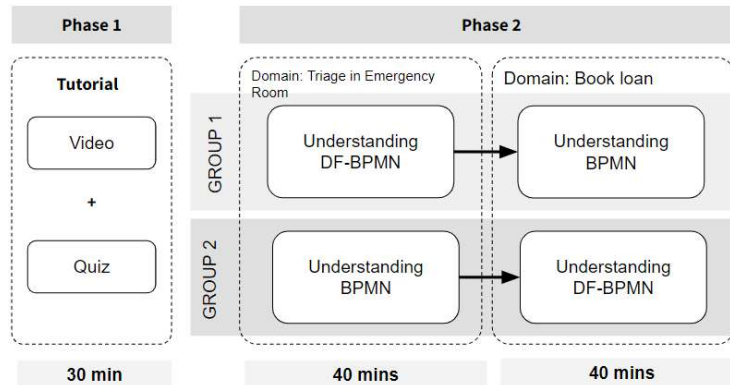 Phase 1
Phase 2
Tutorial
Video
+
Quiz
30 min
Domain: Triage in Emergency
Room
Domain: Book loan
GROUP 1
Understanding
DF-BPMN
Understanding
BPMN
GROUP 2
Understanding
BPMN
Understanding
DF-BPMN
40 mins
40 mins